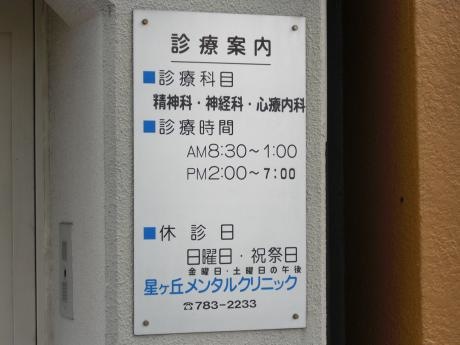 診療案内
■診療科目
精神科・神経科・心療内科
■診療時間
AM8:30～1:00
PM2:00～7:00
■休診日
日曜日・祝祭日
金曜日・土曜日の午後
星ヶ丘メンタルクリニック
☎783-2233